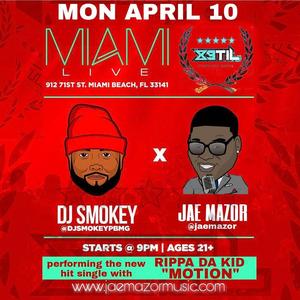 MON APRIL 10
MIAMI
LIVE
912 71ST ST. MIAMI BEACH, FL 33141
X
DJ SMOKEY
@DJSMOKEYPBMG
JAE MAZOR
@jaemazor
STARTS @ 9PM | AGES 21+
performing the new
hit single with
RIPPA DA KID
"MOTION"
www.jaemazormusic.com